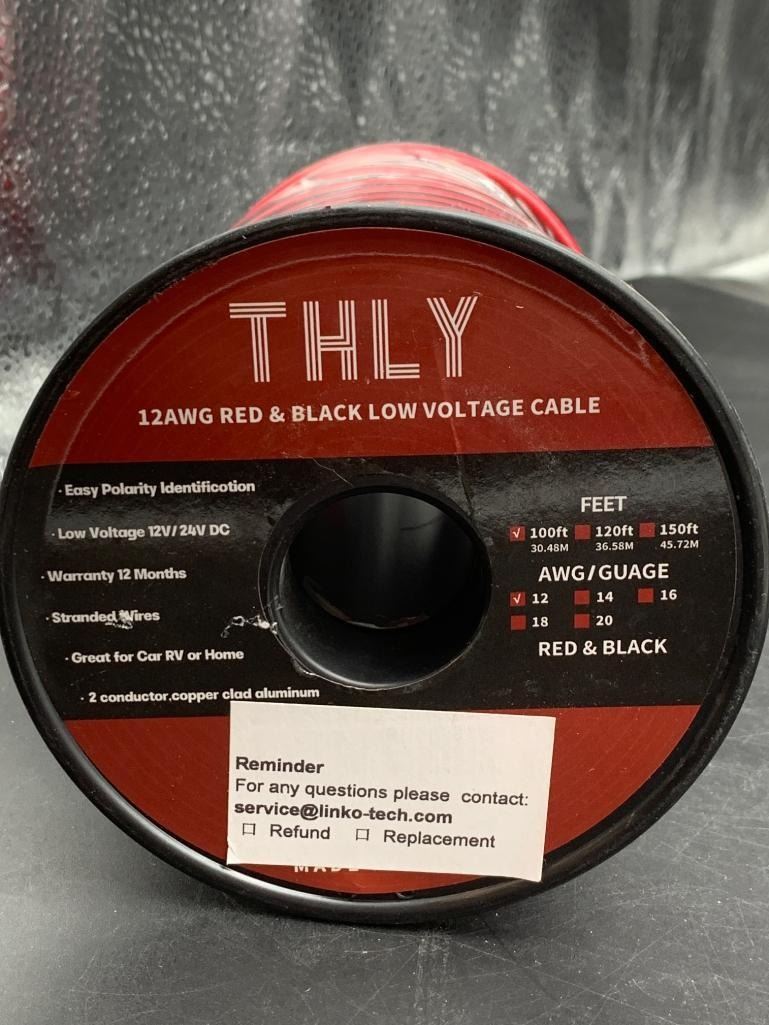 THLY
12AWG RED & BLACK LOW VOLTAGE CABLE
· Easy Polarity Identificotion
· Low Voltage 12V/ 24V DC
· Warranty 12 Months
· Stranded Wires
· Great for Car RV or Home
· 2 conductor.copper clad aluminum
FEET
√ 100ft 120ft 150ft
30.48M 36.58M 45.72M
AWG/GUAGE
√ 12 14 16
18 20
RED & BLACK
Reminder
For any questions please contact:
service@linko-tech.com
☐ Refund ☐ Replacement